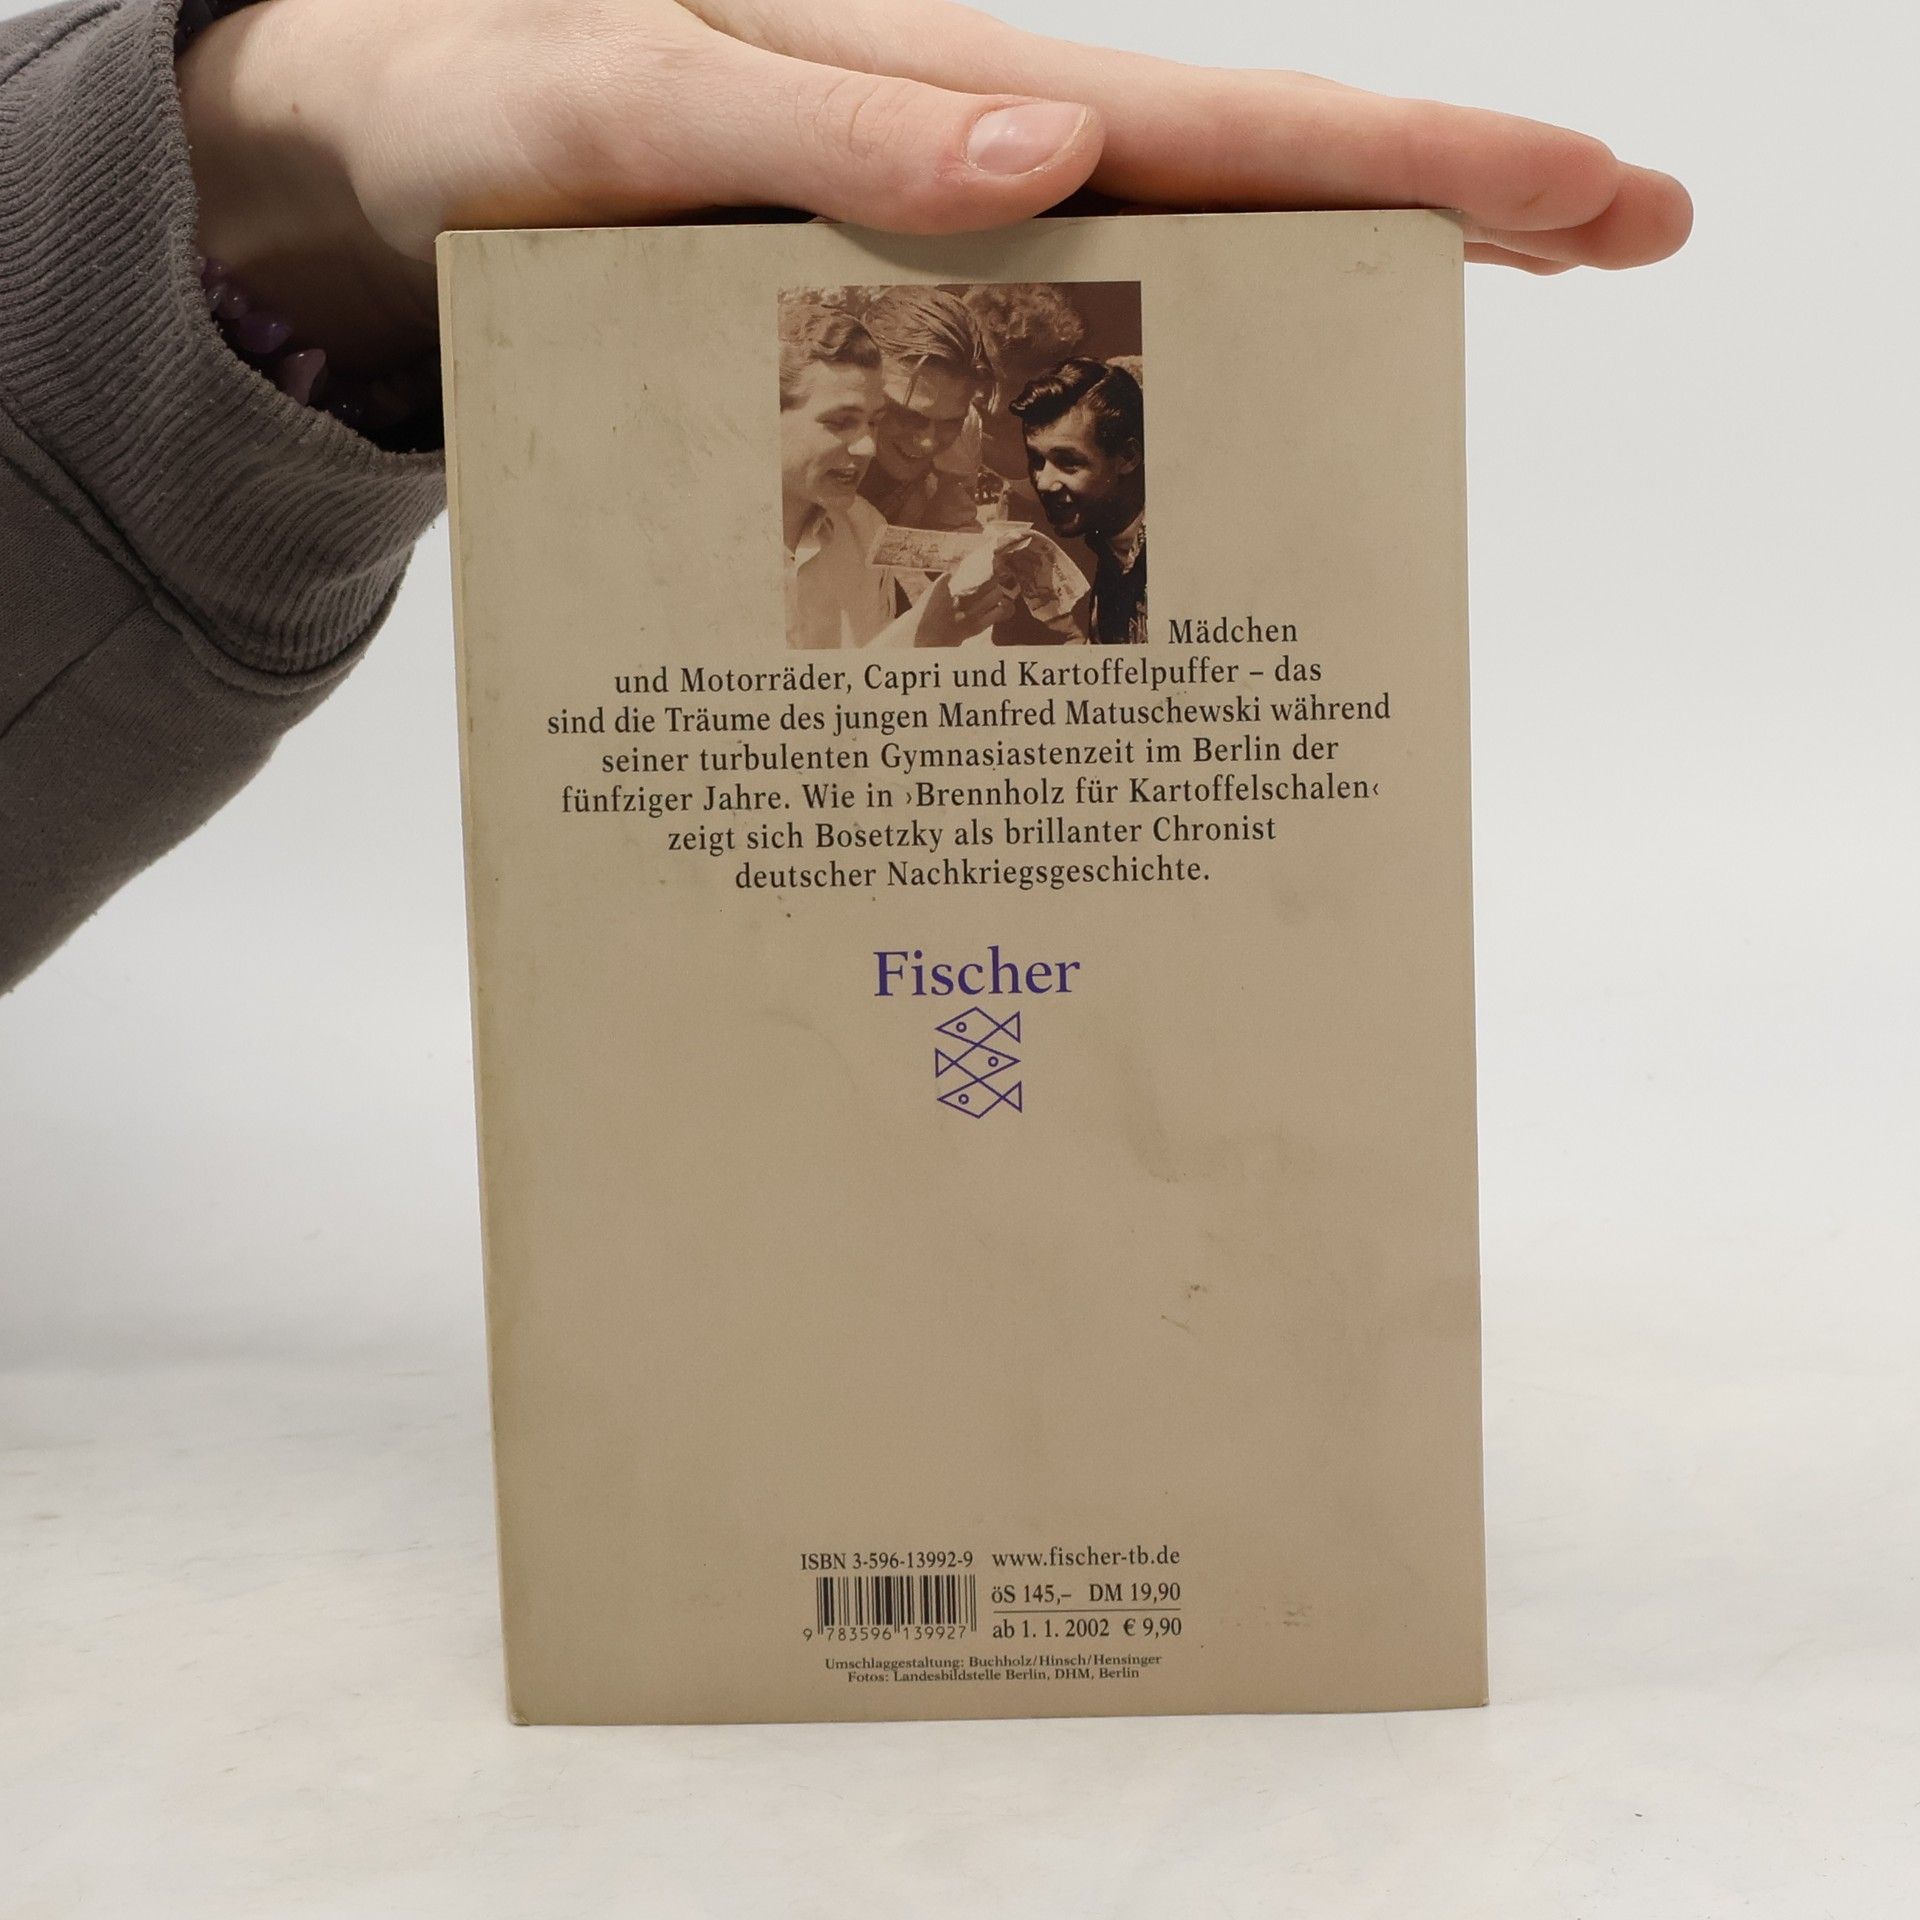 Mädchen
und Motorräder, Capri und Kartoffelpuffer – das
sind die Träume des jungen Manfred Matuschewski während
seiner turbulenten Gymnasiastenzeit im Berlin der
fünfziger Jahre. Wie in ›Brennholz für Kartoffelschalen‹
zeigt sich Bosetzky als brillanter Chronist
deutscher Nachkriegsgeschichte.
Fischer
ISBN 3-596-13992-9 www.fischer-tb.de
öS 145,– DM 19,90
ab 1. 1. 2002 € 9,90
9 783596 139927
Umschlaggestaltung: Buchholz/Hinsch/Hensinger
Fotos: Landesbildstelle Berlin, DHM, Berlin